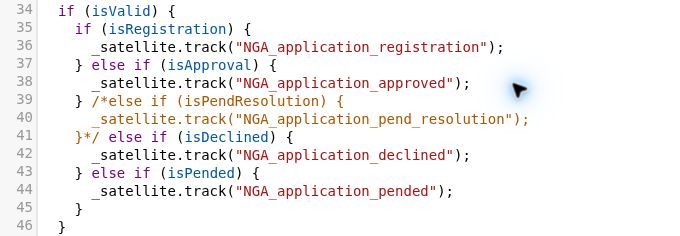 34 if (isValid) {
35 if (isRegistration) {
36 _satellite.track("NGA_application_registration");
37 } else if (isApproval) {
38 _satellite.track("NGA_application_approved");
39 } /*else if (isPendResolution) {
40 _satellite.track("NGA_application_pend_resolution");
41 }*/ else if (isDeclined) {
42 _satellite.track("NGA_application_declined");
43 } else if (isPended) {
44 _satellite.track("NGA_application_pended");
45 }
46 }